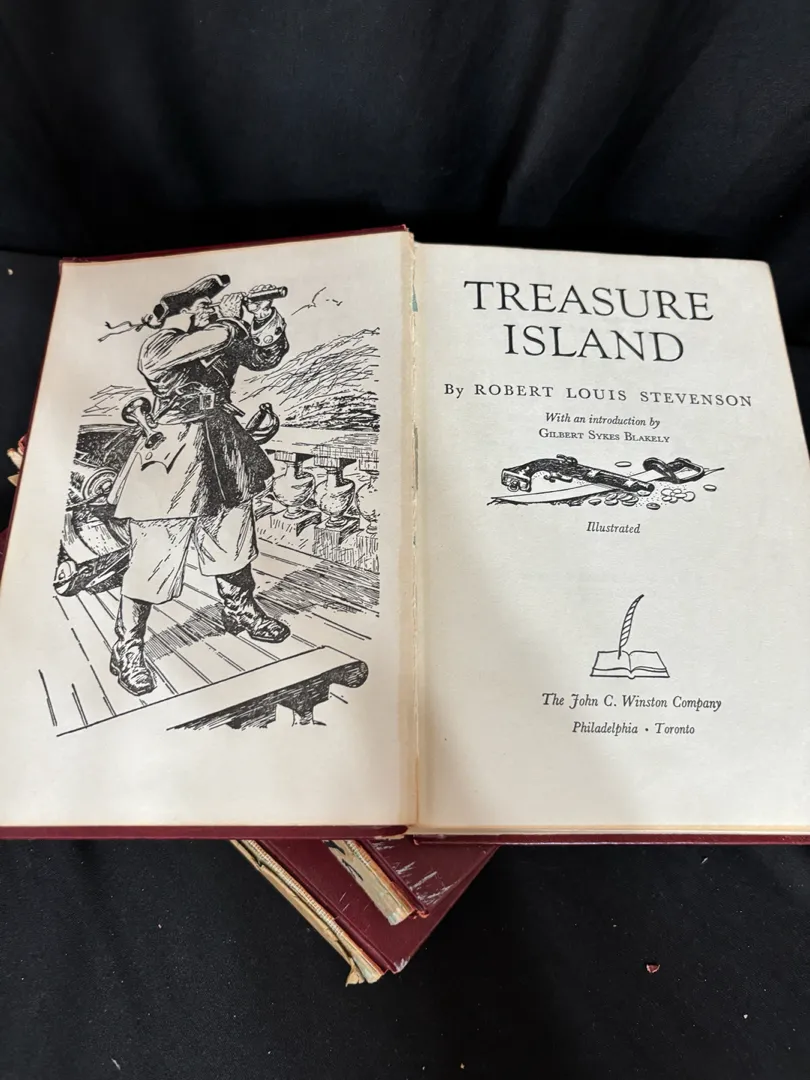 TREASURE
ISLAND
By ROBERT LOUIS STEVENSON
With an introduction by
GILBERT SYKES BLAKELY
Illustrated
The John C. Winston Company
Philadelphia • Toronto